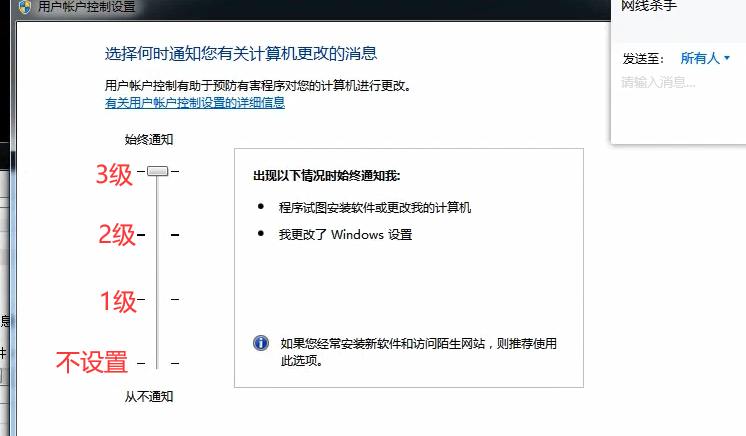 用户帐户控制设置
网线杀手
选择何时通知您有关计算机更改的消息
发送至： 所有人
用户帐户控制有助于预防有害程序对您的计算机进行更改。
请输入消息...
有关用户帐户控制设置的详细信息
始终通知
3级
出现以下情况时始终通知我:
程序试图安装软件或更改我的计算机
2级
我更改了 Windows 设置
1级
息
如果您经常安装新软件和访问陌生网站，则推荐使用
此选项。
件
不设置
从不通知